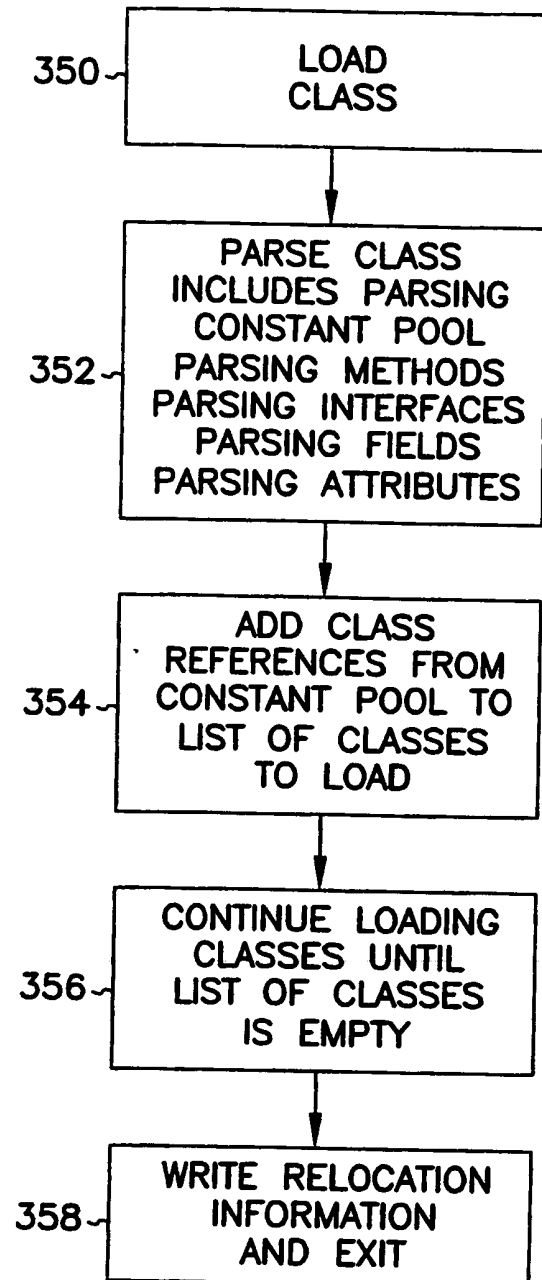 350
LOAD
CLASS
352
PARSE CLASS
INCLUDES PARSING
CONSTANT POOL
PARSING METHODS
PARSING INTERFACES
PARSING FIELDS
PARSING ATTRIBUTES
354
ADD CLASS
REFERENCES FROM
CONSTANT POOL TO
LIST OF CLASSES
TO LOAD
356
CONTINUE LOADING
CLASSES UNTIL
LIST OF CLASSES
IS EMPTY
358
WRITE RELOCATION
INFORMATION
AND EXIT